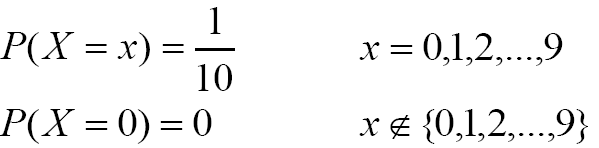 P(X = x) = 1/10 x = 0,1,2,...,9
P(X = 0) = 0 x ∉ {0,1,2,...,9}